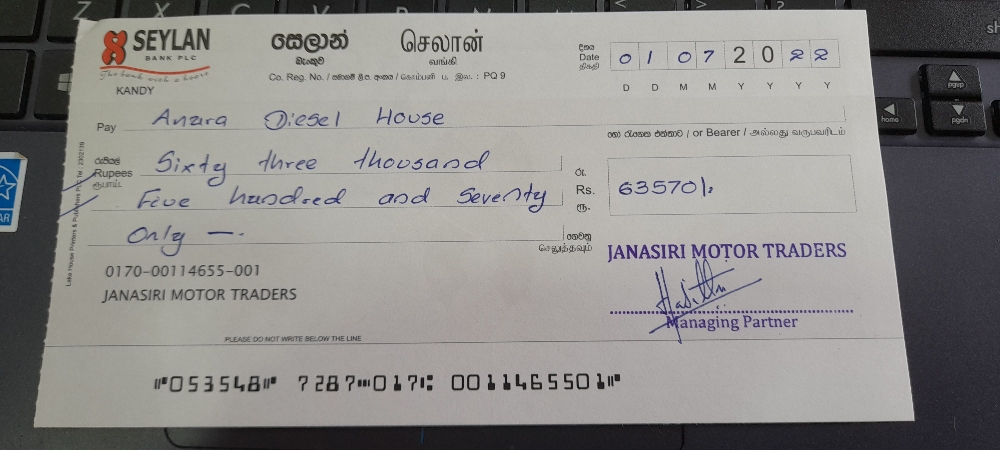 SEYLAN
BANK PLC
The bank with a heart
KANDY
සෙලාන් செலான்
බැංකුව வங்கி
Co. Reg. No. / සමාගම් ලි.ප. අංකය / கொம்பனி ப. இல. : PQ 9
දිනය
Date
திகதி
0 1 0 7 2 0 2 2
D D M M Y Y Y Y
Pay Anura Diesel House
හෝ රැගෙන එන්නාට / or Bearer / அல்லது வருபவரிடம்
රුපියල්
Rupees
ரூபாய்
Sixty three thousand
Five hundred and Seventy
Only —.
රු.
Rs.
ரூ.
63570/.
ගෙවනු
செலுத்தவும்
0170-00114655-001
JANASIRI MOTOR TRADERS
JANASIRI MOTOR TRADERS
Managing Partner
PLEASE DO NOT WRITE BELOW THE LINE
⑈053548⑈ 7287⑉017⑆ 0011465501⑈
home
pgup
pgdn